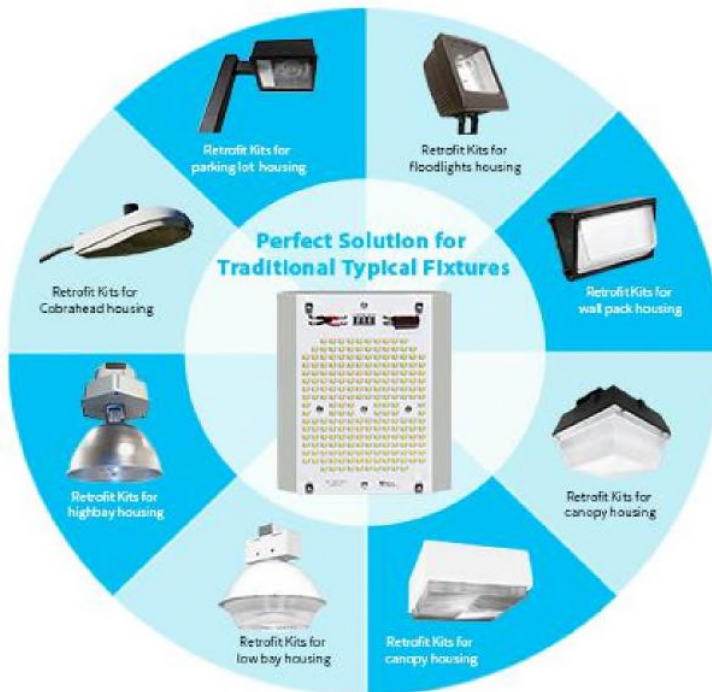 Retrofit Kits for
parking lot housing
Retrofit Kits for
floodlights housing
Retrofit Kits for
Cobrahead housing
Perfect Solution for
Traditional Typical Fixtures
Retrofit Kits for
wall pack housing
Retrofit Kits for
highbay housing
Retrofit Kits for
canopy housing
Retrofit Kits for
low bay housing
Retrofit Kits for
canopy housing